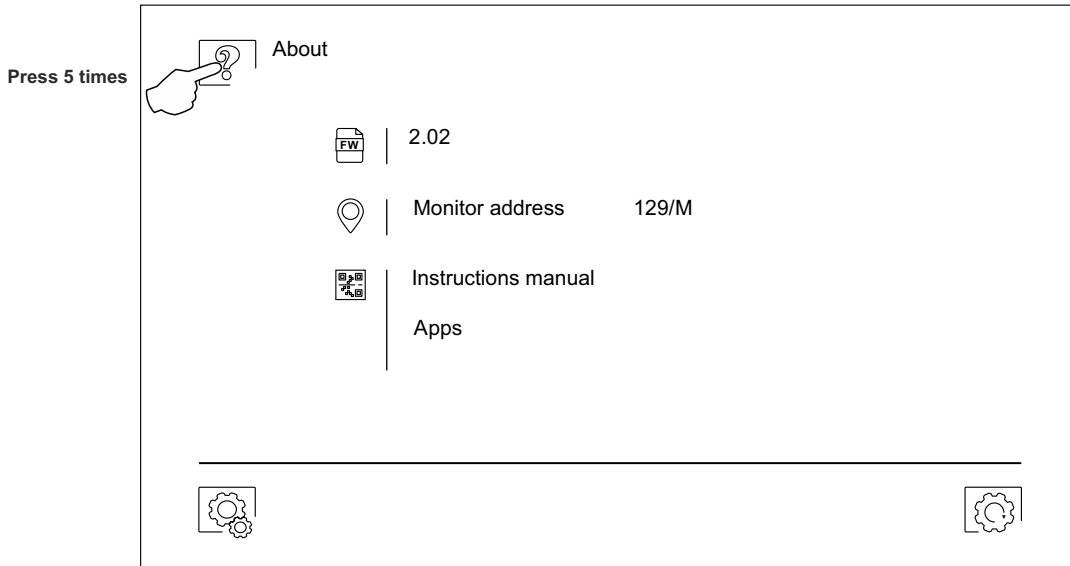 About
Press 5 times
FW
2.02
Monitor address 129/M
Instructions manual
Apps